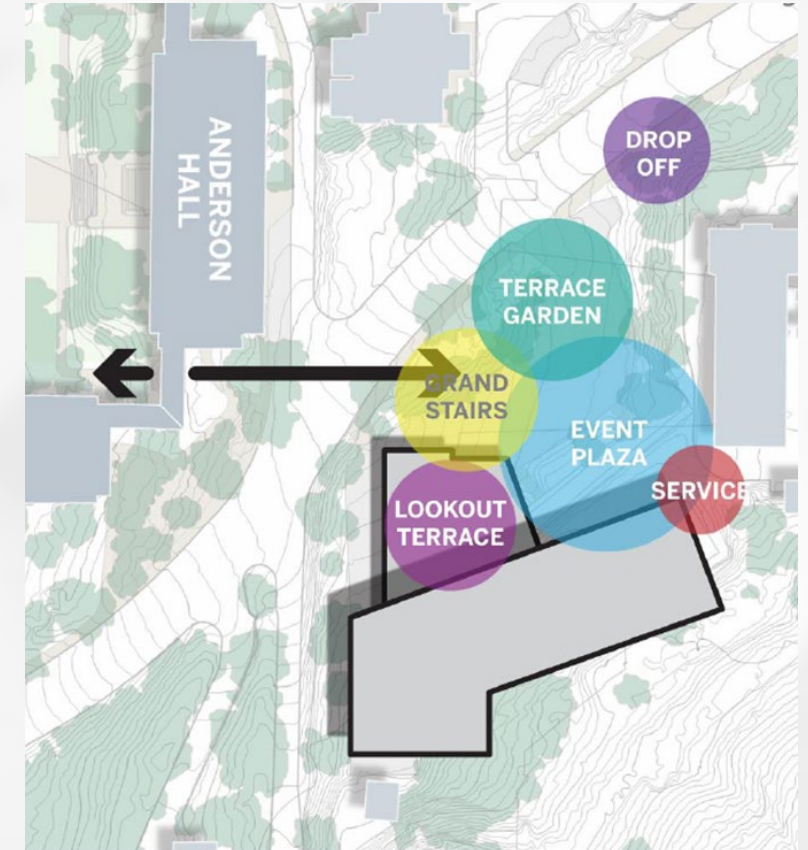 ANDERSON
HALL
DROP
OFF
TERRACE
GARDEN
GRAND
STAIRS
EVENT
PLAZA
SERVICE
LOOKOUT
TERRACE